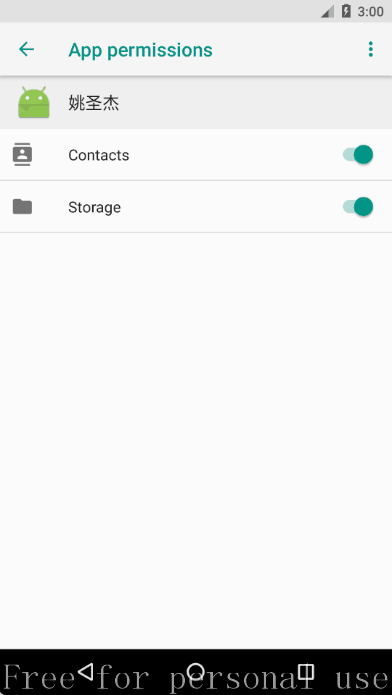 3:00
App permissions
姚圣杰
Contacts
Storage
Free for personal use